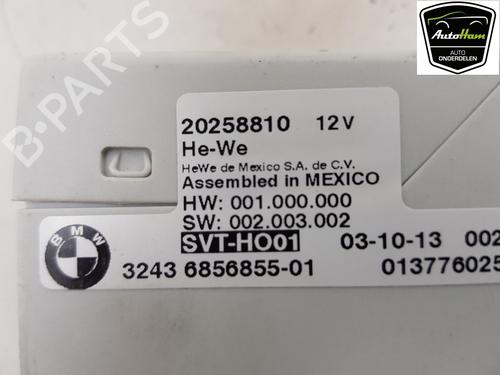 AutoHam
AUTO
ONDERDELEN
B-PARTS
20258810 12V
He-We
HeWe de Mexico S.A. de C.V.
Assembled in MEXICO
HW: 001.000.000
SW: 002.003.002
SVT-HO01 03-10-13 002
BMW
3243 6856855-01 013776025